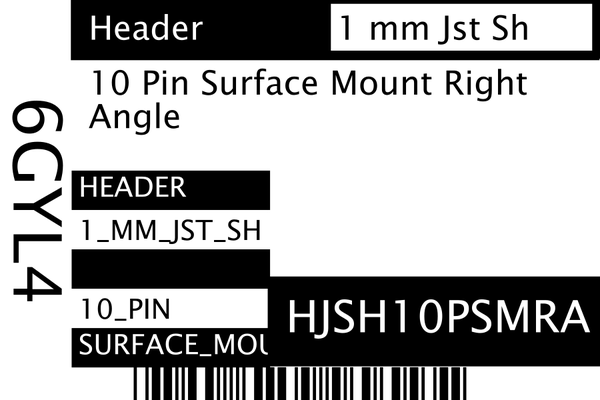 Header
1 mm Jst Sh
10 Pin Surface Mount Right
Angle
6GYL4
HEADER
1_MM_JST_SH
10_PIN
SURFACE_MOU
HJSH10PSMRA